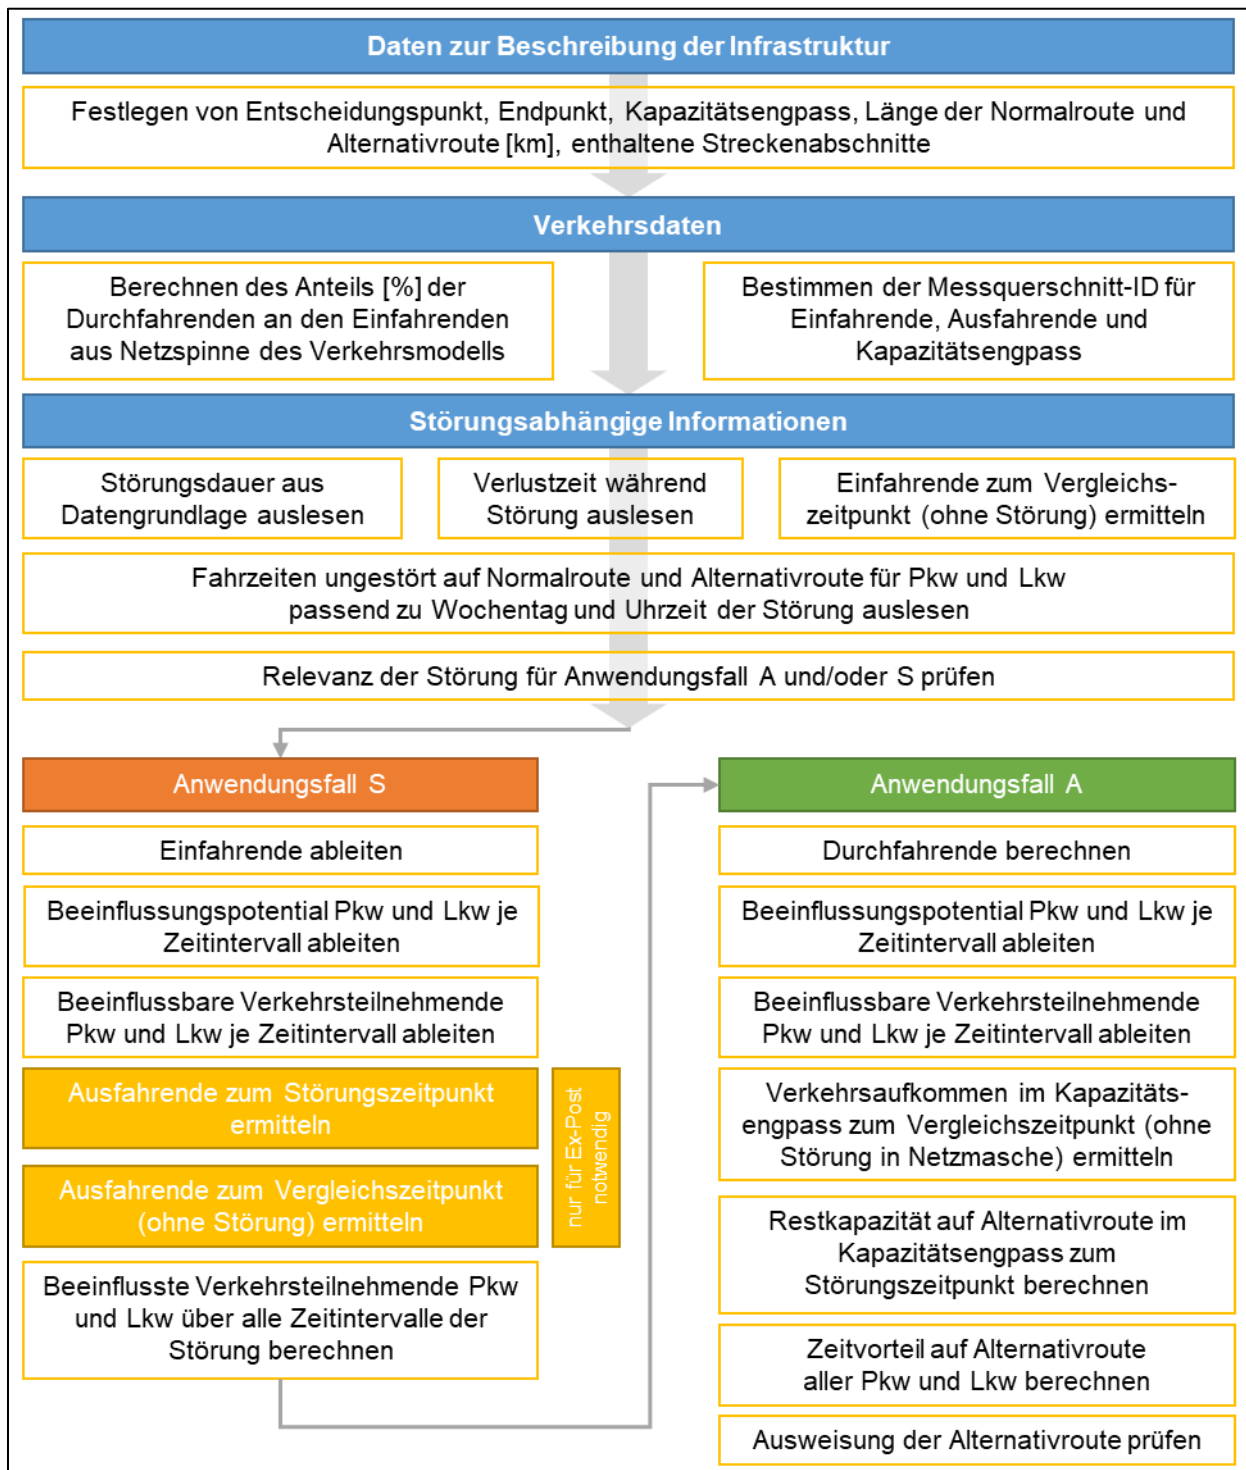 Daten zur Beschreibung der Infrastruktur
Festlegen von Entscheidungspunkt, Endpunkt, Kapazitätsengpass, Länge der Normalroute und
Alternativroute [km], enthaltene Streckenabschnitte
Verkehrsdaten
Berechnen des Anteils [%] der
Durchfahrenden an den Einfahrenden
aus Netzspinne des Verkehrsmodells
Bestimmen der Messquerschnitt-ID für
Einfahrende, Ausfahrende und
Kapazitätsengpass
Störungsabhängige Informationen
Störungsdauer aus
Datengrundlage auslesen
Verlustzeit während
Störung auslesen
Einfahrende zum Vergleichs-
zeitpunkt (ohne Störung) ermitteln
Fahrzeiten ungestört auf Normalroute und Alternativroute für Pkw und Lkw
passend zu Wochentag und Uhrzeit der Störung auslesen
Relevanz der Störung für Anwendungsfall A und/oder S prüfen
Anwendungsfall S
Einfahrende ableiten
Beeinflussungspotential Pkw und Lkw je
Zeitintervall ableiten
Beeinflussbare Verkehrsteilnehmende
Pkw und Lkw je Zeitintervall ableiten
Ausfahrende zum Störungszeitpunkt
ermitteln
Ausfahrende zum Vergleichszeitpunkt
(ohne Störung) ermitteln
nur für Ex-Post
notwendig
Beeinflusste Verkehrsteilnehmende Pkw
und Lkw über alle Zeitintervalle der
Störung berechnen
Anwendungsfall A
Durchfahrende berechnen
Beeinflussungspotential Pkw und Lkw je
Zeitintervall ableiten
Beeinflussbare Verkehrsteilnehmende
Pkw und Lkw je Zeitintervall ableiten
Verkehrsaufkommen im Kapazitäts-
engpass zum Vergleichszeitpunkt (ohne
Störung in Netzmasche) ermitteln
Restkapazität auf Alternativroute im
Kapazitätsengpass zum
Störungszeitpunkt berechnen
Zeitvorteil auf Alternativroute
aller Pkw und Lkw berechnen
Ausweisung der Alternativroute prüfen